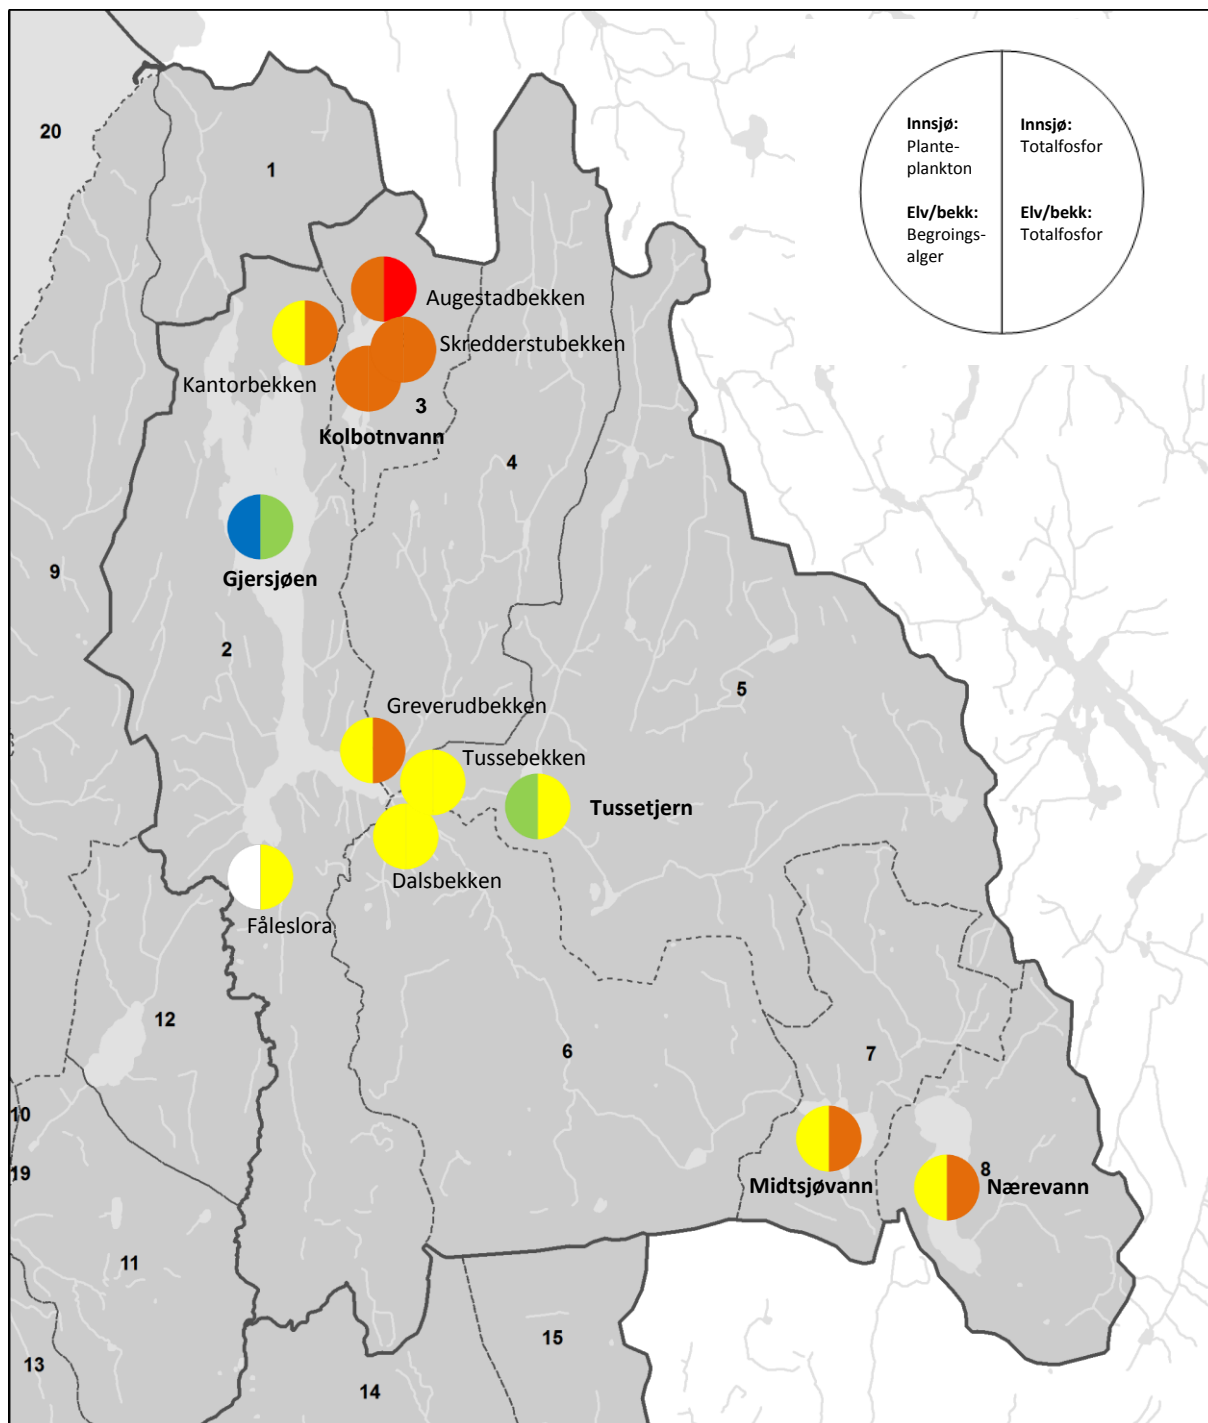 20
1
Innsjø:
Plante-
plankton
Innsjø:
Totalfosfor
Elv/bekk:
Begroings-
alger
Elv/bekk:
Totalfosfor
Augestadbekken
Skredderstubekken
Kantorbekken
3
Kolbotnvann
4
9
Gjersjøen
2
5
Greverudbekken
Tussebekken
Tussetjern
Dalsbekken
Fåleslora
12
6
7
10
19
8
Midtsjøvann
Nærevann
11
13
14
15